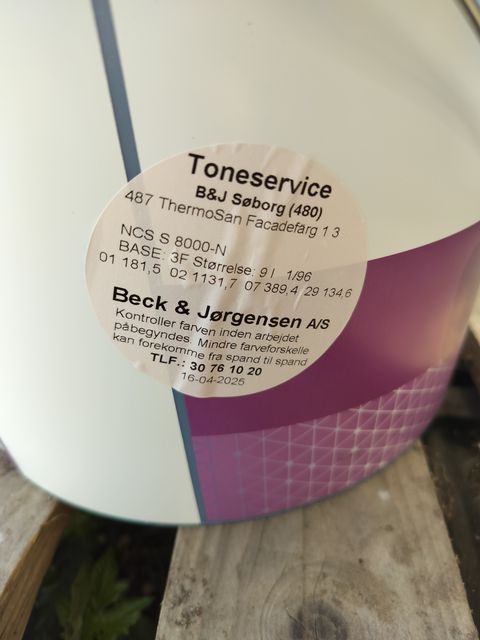 Toneservice
B&J Søborg (480)
487 ThermoSan Facadefärg 1 3
NCS S 8000-N
BASE: 3F Størrelse: 9 l 1/96
01 181,5 02 1131,7 07 389,4 29 134,6
Beck & Jørgensen A/S
Kontroller farven inden arbejdet
påbegyndes. Mindre farveforskelle
kan forekomme fra spand til spand
TLF.: 30 76 10 20
16-04-2025